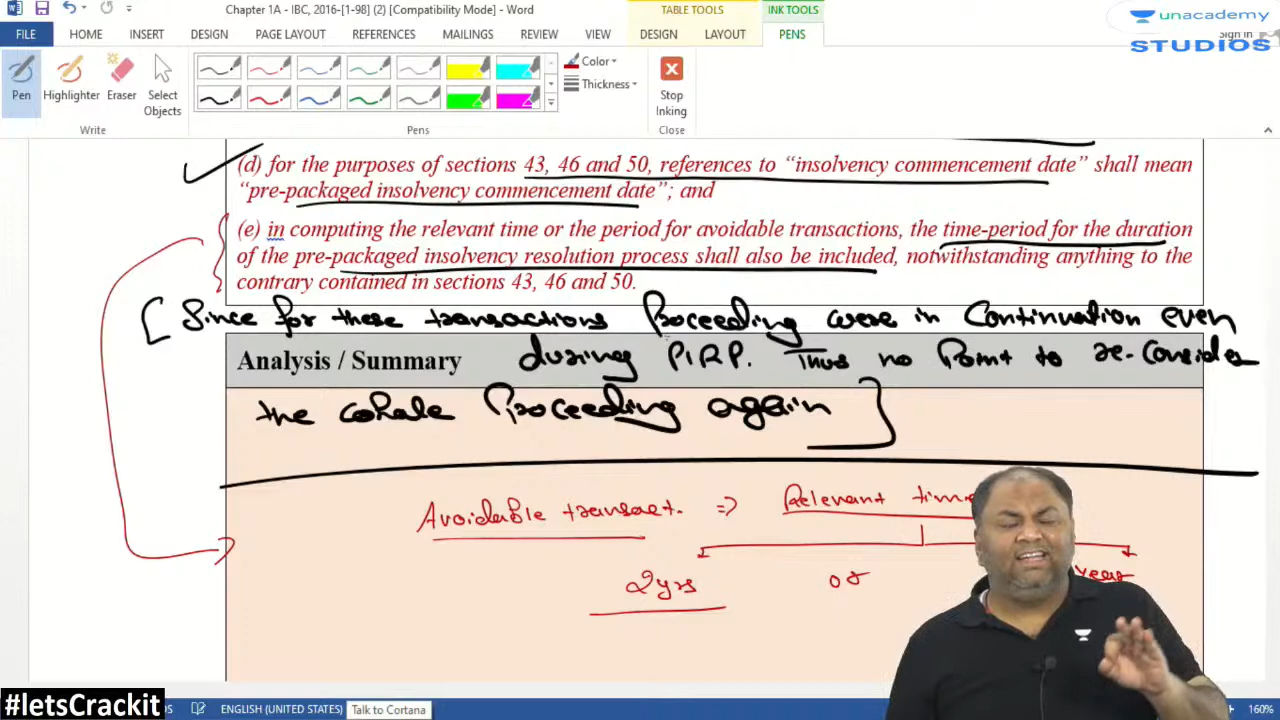 Chapter 1A - IBC, 2016-[1-98] (2) [Compatibility Mode] - Word
TABLE TOOLS
INK TOOLS
unacademy
STUDIOS
Sign in
FILE HOME INSERT DESIGN PAGE LAYOUT REFERENCES MAILINGS REVIEW VIEW DESIGN LAYOUT PENS
Pen
Highlighter
Eraser
Select Objects
Color
Thickness
Stop Inking
Write
Pens
Close
(d) for the purposes of sections 43, 46 and 50, references to “insolvency commencement date” shall mean
“pre-packaged insolvency commencement date”; and
(e) in computing the relevant time or the period for avoidable transactions, the time-period for the duration
of the pre-packaged insolvency resolution process shall also be included, notwithstanding anything to the
contrary contained in sections 43, 46 and 50.
Since for these transactions Proceeding were in Continuation even
Analysis / Summary
during PIRP. Thus no Point to re-Consider
the whole Proceeding again
Avoidable transact. ⇒ Relevant
2yrs or year
#letsCrackit
ENGLISH (UNITED STATES)
Talk to Cortana
160%